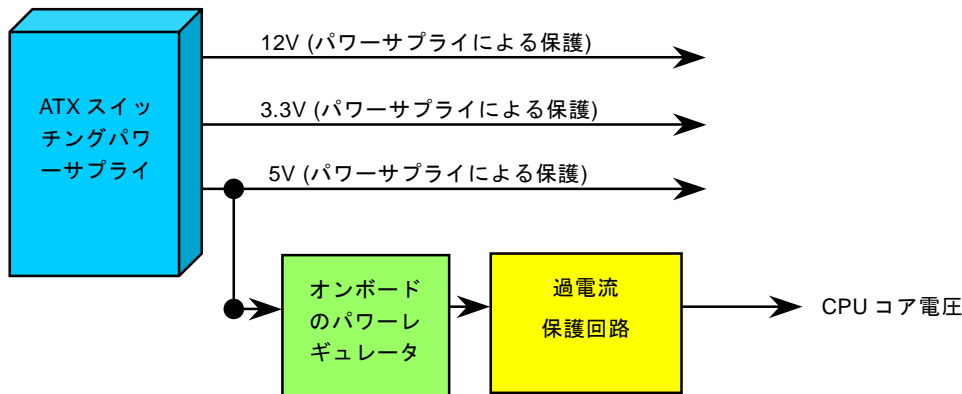 12V (パワーサプライによる保護)
ATX スイッ
チングパワ
ーサプライ
3.3V (パワーサプライによる保護)
5V (パワーサプライによる保護)
オンボード
のパワーレ
ギュレータ
過電流
保護回路
CPU コア電圧